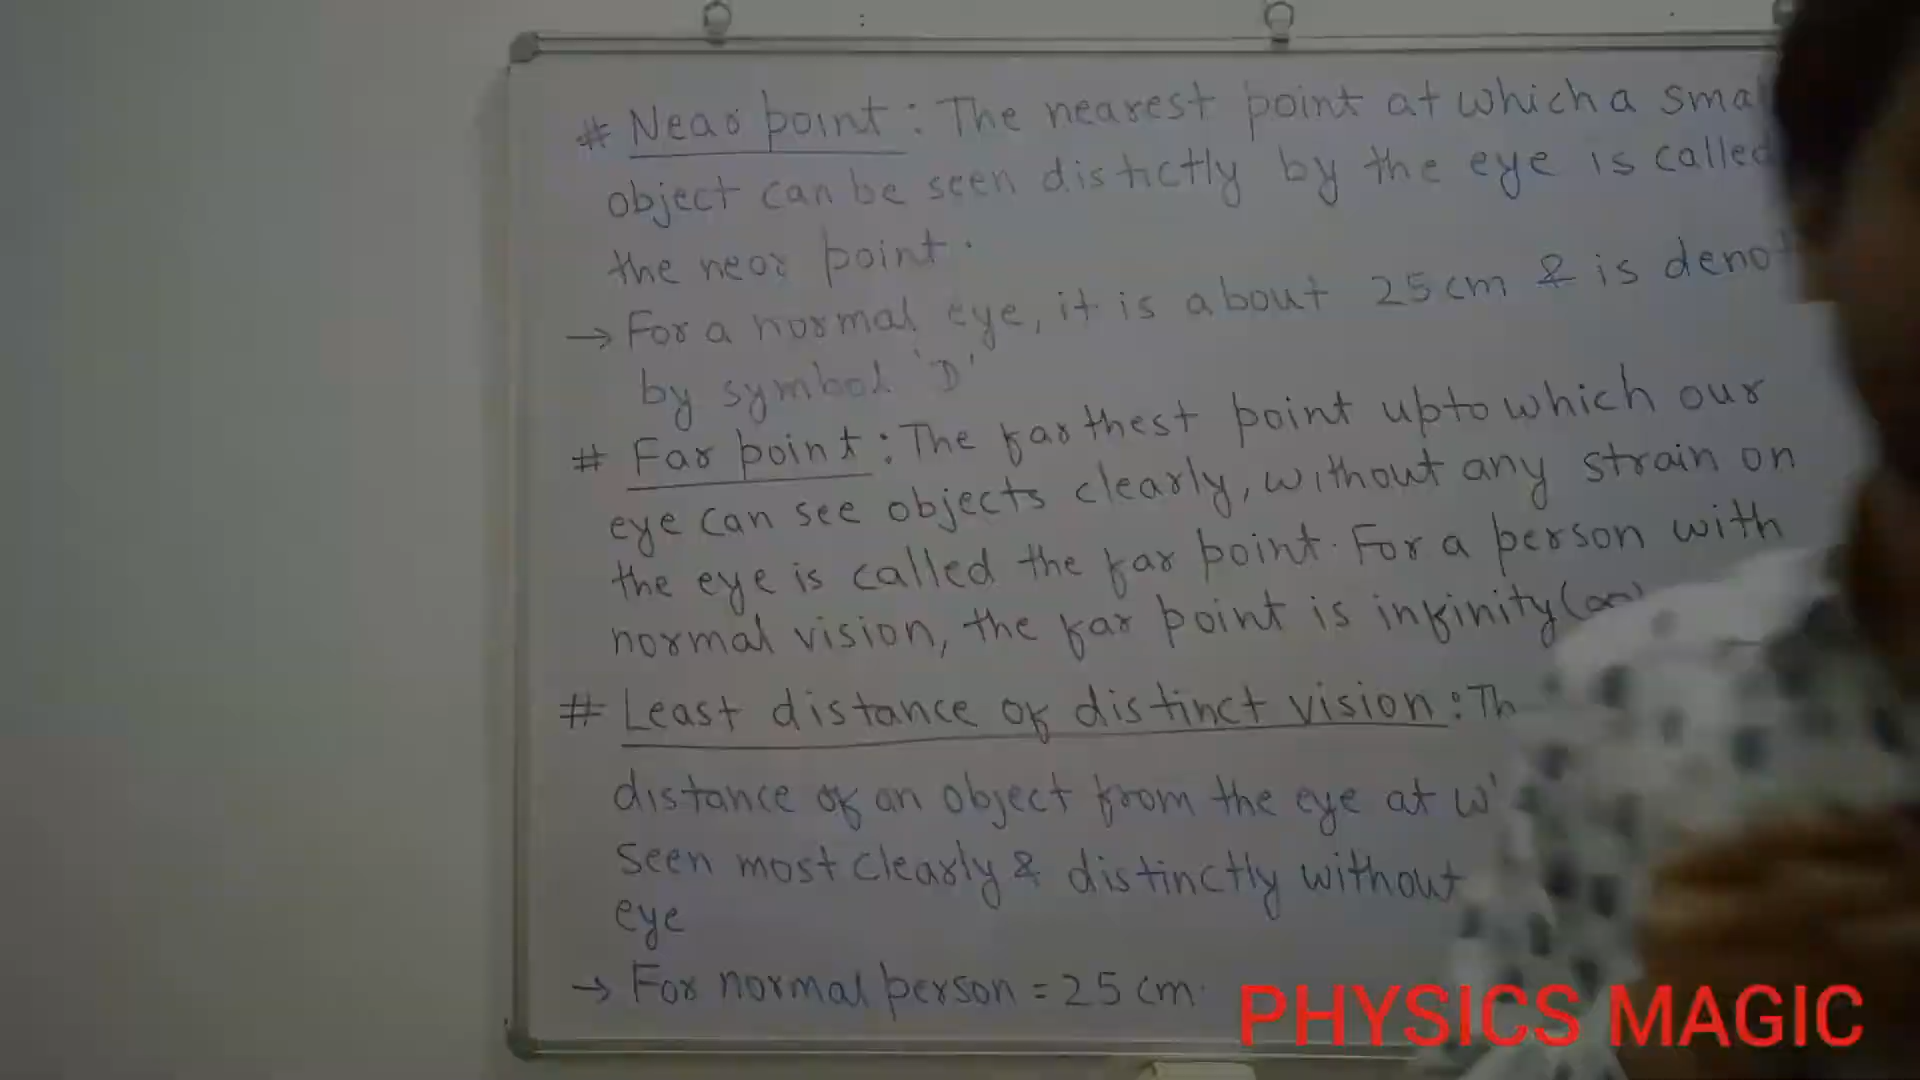 # Near point : The nearest point at which a smal
object can be seen distictly by the eye is called
the near point.
→ For a normal eye, it is about 25 cm & is denot
by symbol 'D'
# Far point : The farthest point upto which our
eye can see objects clearly, without any strain on
the eye is called the far point. For a person with
normal vision, the far point is infinity (∞)
# Least distance of distinct vision : Th
distance of an object from the eye at w
seen most clearly & distinctly without
eye
→ For normal person = 25 cm.
PHYSICS MAGIC